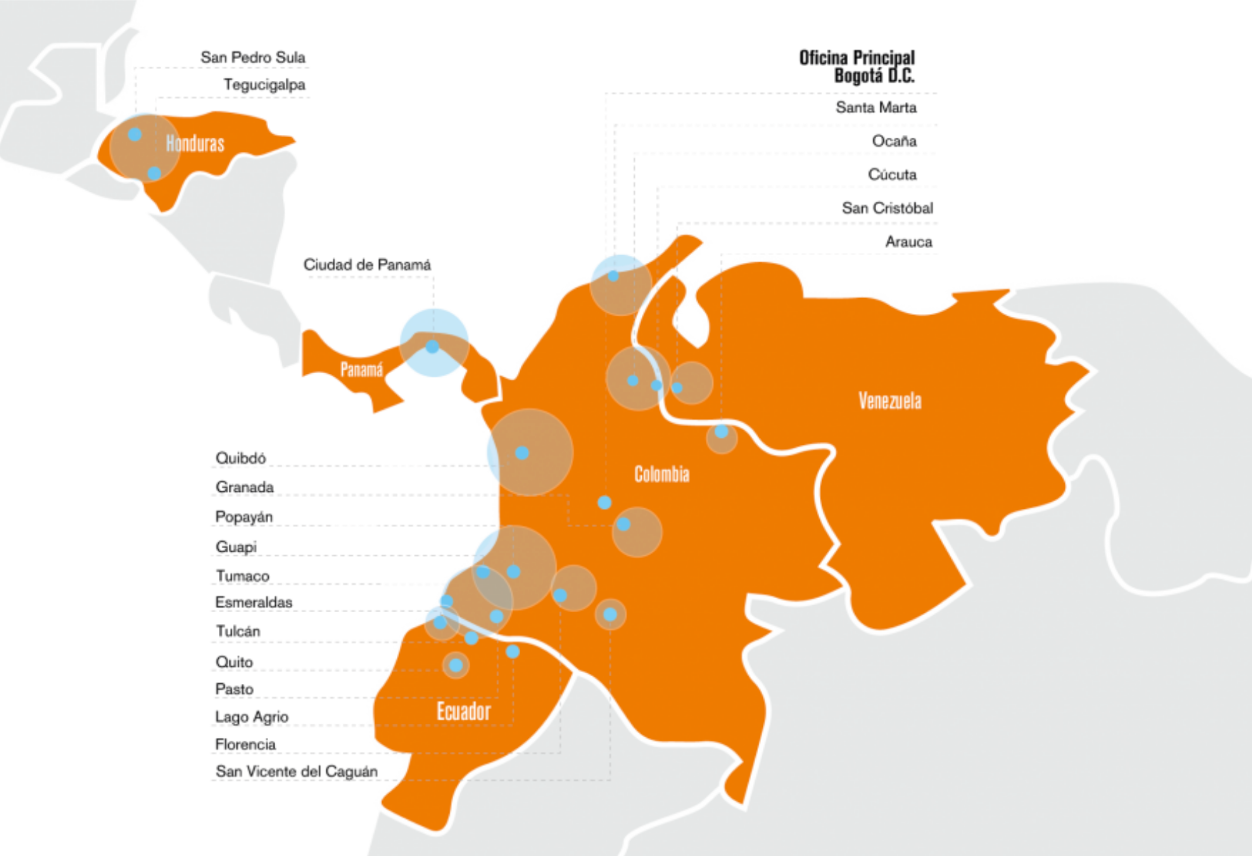 San Pedro Sula
Tegucigalpa
Honduras
Ciudad de Panamá
Panamá
Oficina Principal
Bogotá D.C.
Santa Marta
Ocaña
Cúcuta
San Cristóbal
Arauca
Venezuela
Colombia
Quibdó
Granada
Popayán
Guapi
Tumaco
Esmeraldas
Tulcán
Quito
Pasto
Lago Agrio
Florencia
San Vicente del Caguán
Ecuador